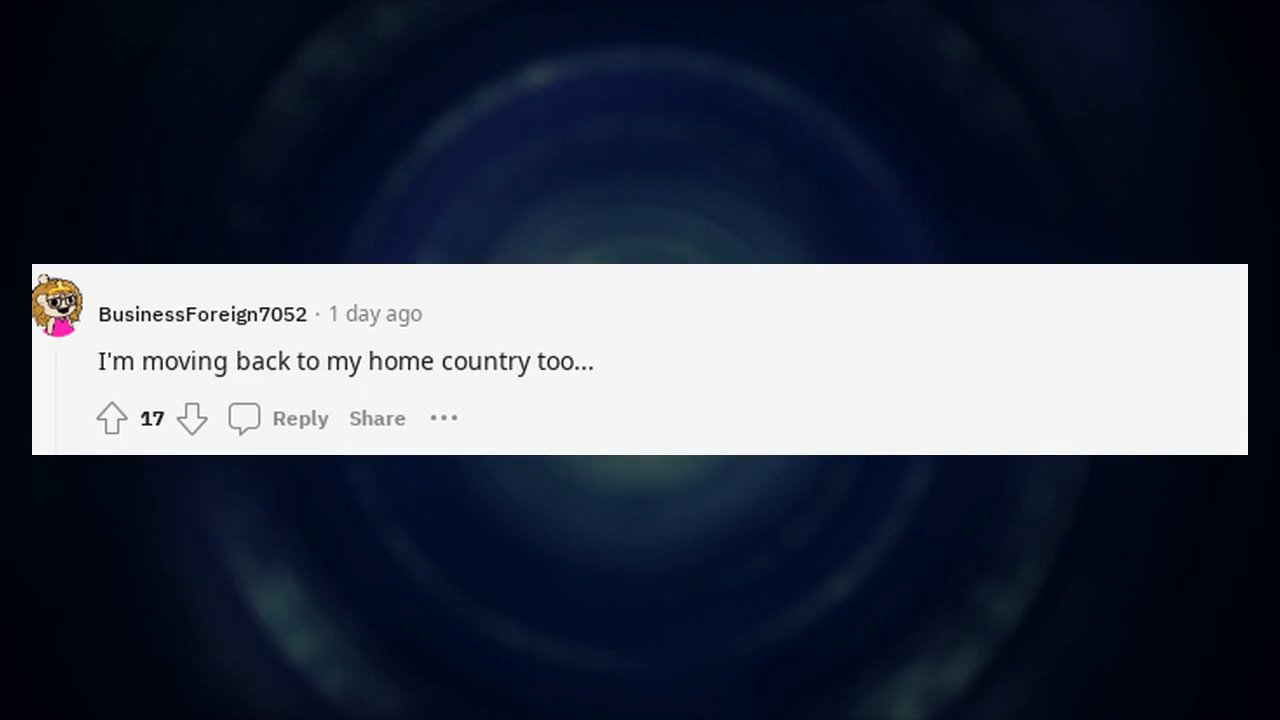 BusinessForeign7052 · 1 day ago
I'm moving back to my home country too...
17 Reply Share ···